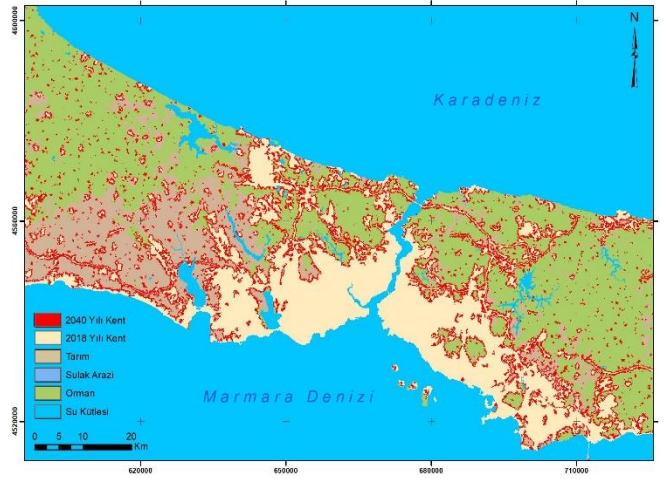 N
Karadeniz
Marmara Denizi
2040 Yılı Kent
2018 Yılı Kent
Tarım
Sulak Arazi
Orman
Su Kütlesi
0 5 10 20
Km
4600000
4560000
4520000
620000 650000 680000 710000